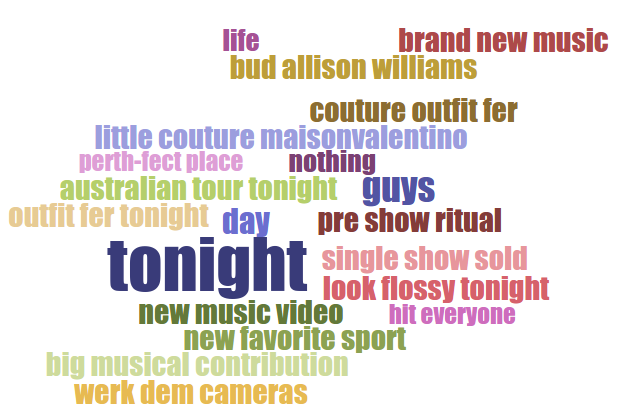 life
brand new music
bud allison williams
couture outfit fer
little couture maisonvalentino
perth-fect place
nothing
australian tour tonight
guys
outfit fer tonight
day
pre show ritual
tonight
single show sold
look flossy tonight
new music video
hit everyone
new favorite sport
big musical contribution
werk dem cameras